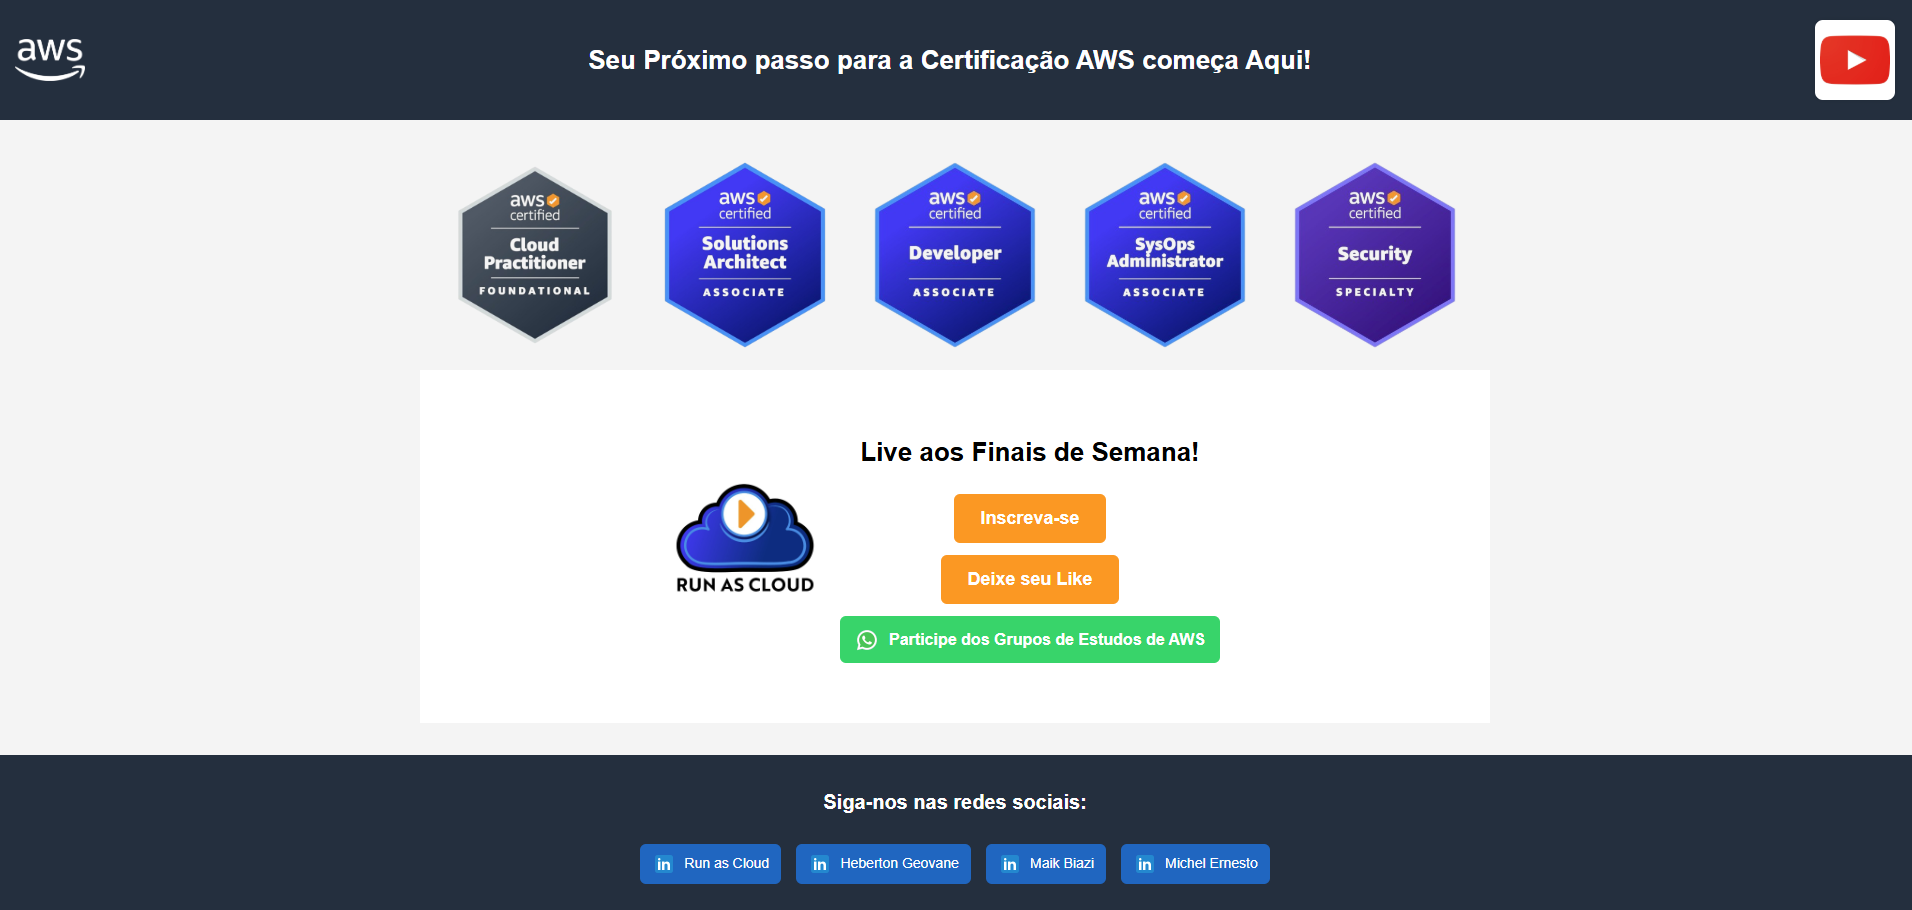 aws
Seu Próximo passo para a Certificação AWS começa Aqui!
aws
certified
Cloud
Practitioner
FOUNDATIONAL
aws
certified
Solutions
Architect
ASSOCIATE
aws
certified
Developer
ASSOCIATE
aws
certified
SysOps
Administrator
ASSOCIATE
aws
certified
Security
SPECIALTY
RUN AS CLOUD
Live aos Finais de Semana!
Inscreva-se
Deixe seu Like
Participe dos Grupos de Estudos de AWS
Siga-nos nas redes sociais:
in Run as Cloud
in Heberton Geovane
in Maik Biazi
in Michel Ernesto